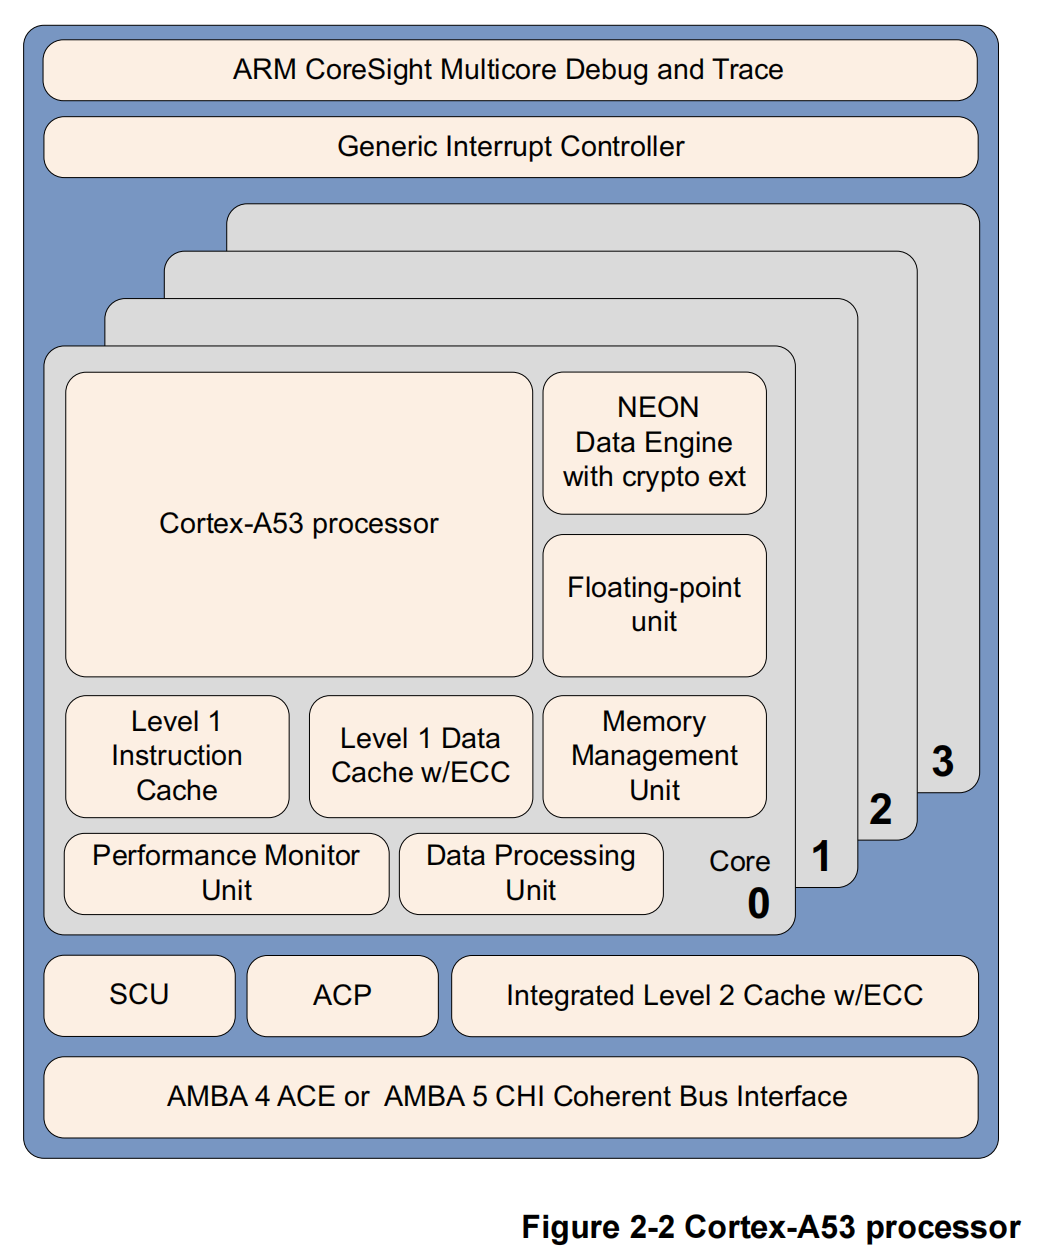 ARM CoreSight Multicore Debug and Trace
Generic Interrupt Controller
Cortex-A53 processor
NEON
Data Engine
with crypto ext
Floating-point
unit
Level 1
Instruction
Cache
Level 1 Data
Cache w/ECC
Memory
Management
Unit
Performance Monitor
Unit
Data Processing
Unit
Core
0
1
2
3
SCU
ACP
Integrated Level 2 Cache w/ECC
AMBA 4 ACE or AMBA 5 CHI Coherent Bus Interface
Figure 2-2 Cortex-A53 processor